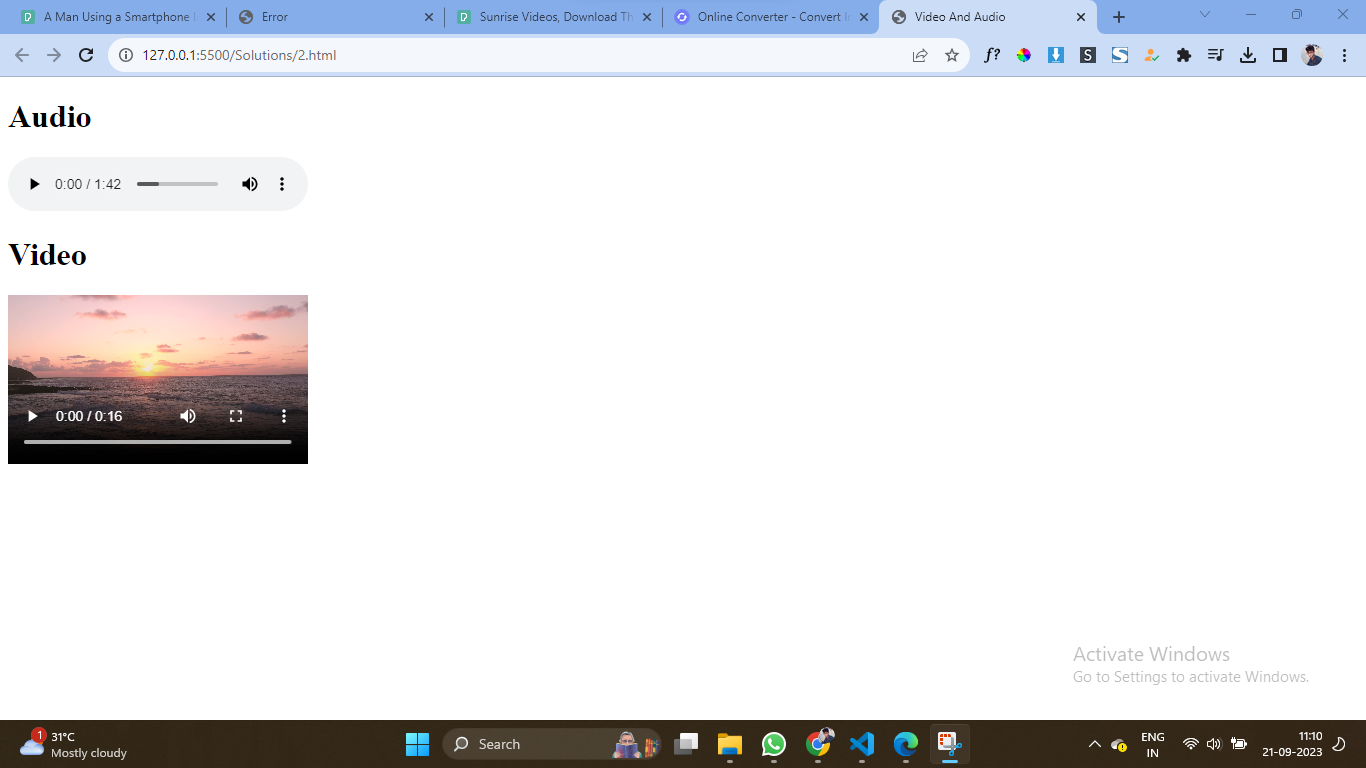 A Man Using a Smartphone
Error
Sunrise Videos, Download Th
Online Converter - Convert I
Video And Audio
127.0.0.1:5500/Solutions/2.html
f?
S
S
Audio
0:00 / 1:42
Video
0:00 / 0:16
Activate Windows
Go to Settings to activate Windows.
1
31°C
Mostly cloudy
Search
ENG
IN
11:10
21-09-2023